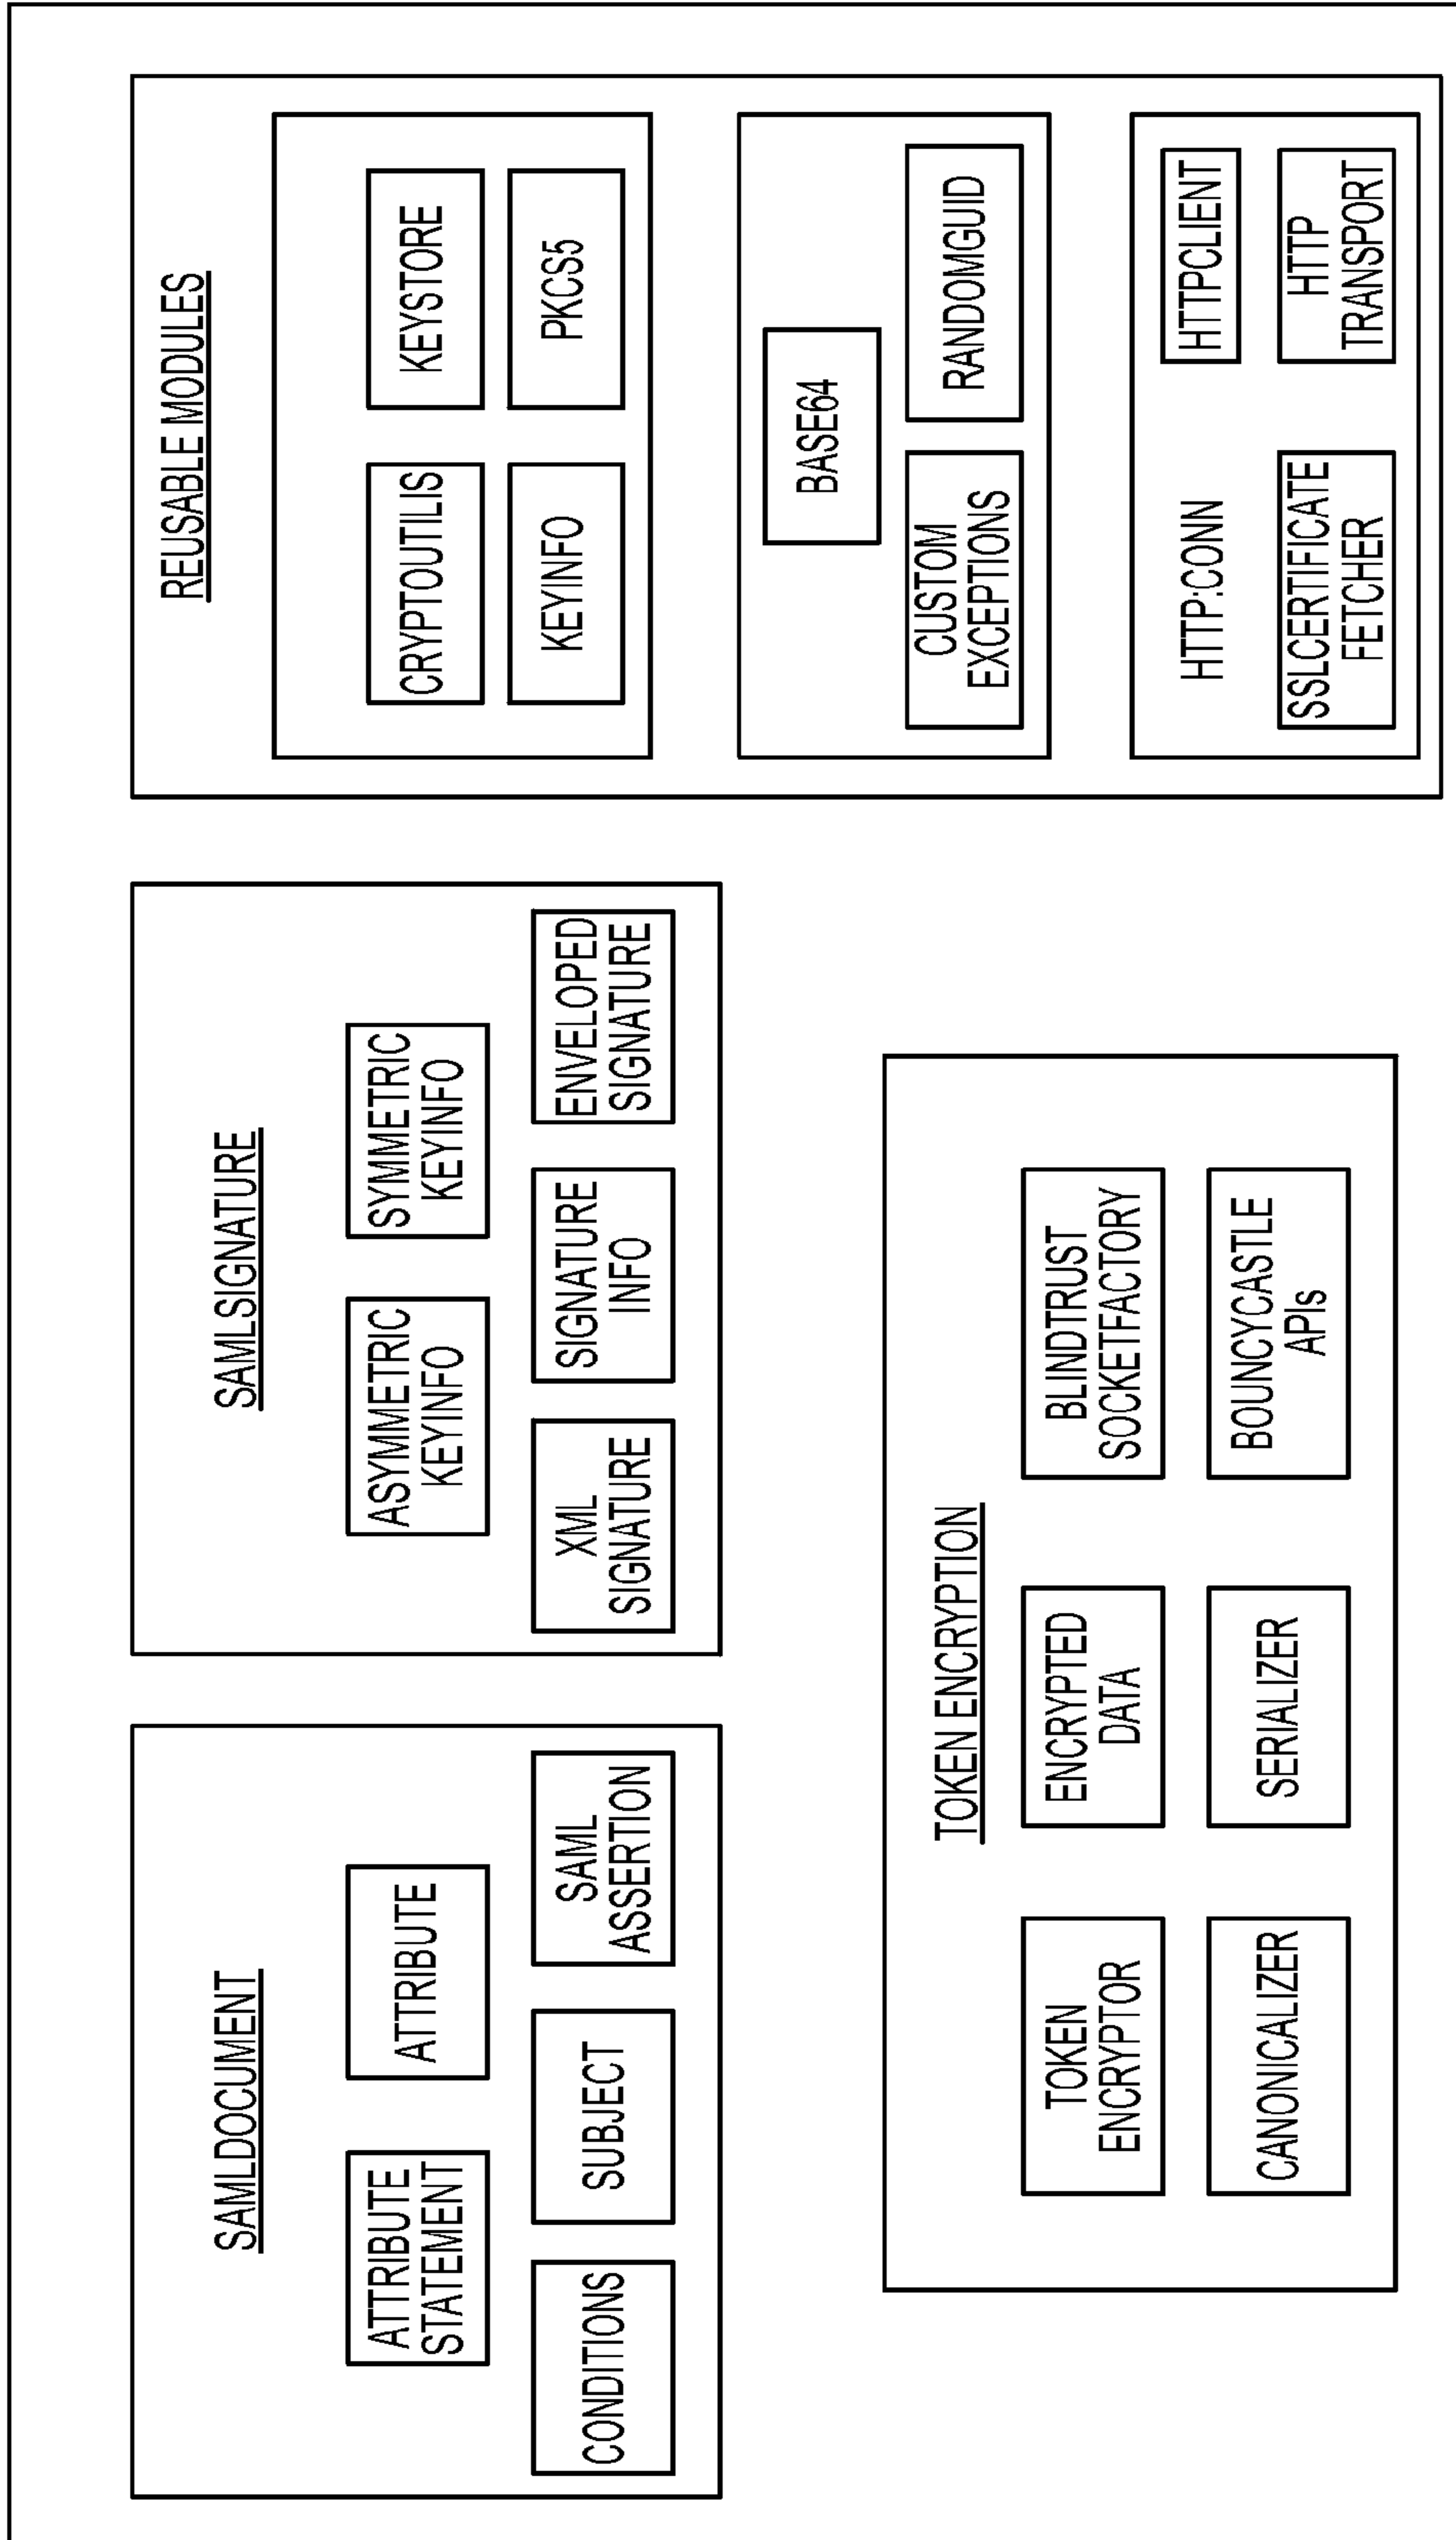 SAMLDOCUMENT
ATTRIBUTE
STATEMENT
ATTRIBUTE
CONDITIONS
SUBJECT
SAML
ASSERTION
SAMLSIGNATURE
ASYMMETRIC
KEYINFO
SYMMETRIC
KEYINFO
XML
SIGNATURE
SIGNATURE
INFO
ENVELOPED
SIGNATURE
REUSABLE MODULES
CRYPTOUTILIS
KEYSTORE
KEYINFO
PKCS5
BASE64
CUSTOM
EXCEPTIONS
RANDOMGUID
HTTP:CONN
HTTPCLIENT
SSLCERTIFICATE
FETCHER
HTTP
TRANSPORT
TOKEN ENCRYPTION
TOKEN
ENCRYPTOR
ENCRYPTED
DATA
BLINDTRUST
SOCKETFACTORY
CANONICALIZER
SERIALIZER
BOUNCYCASTLE
APIs